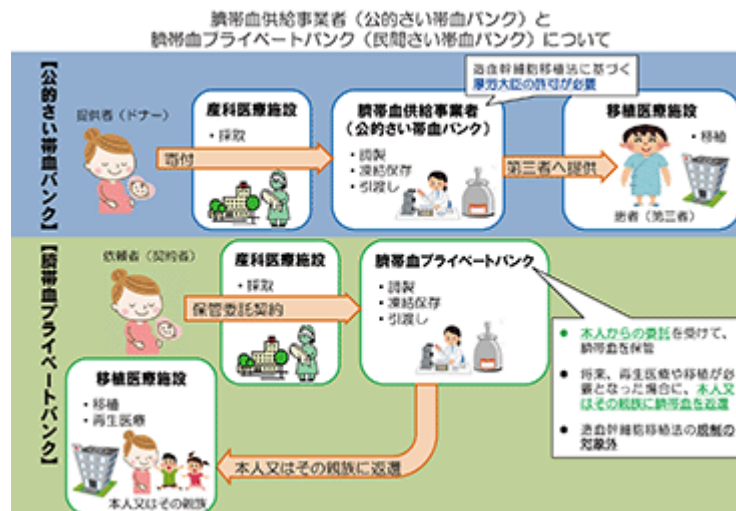 臍帯血供給事業者（公的さい帯血バンク）と
臍帯血プライベートバンク（民間さい帯血バンク）について
【公的さい帯血バンク】
提供者（ドナー）
寄付
産科医療施設
・採取
造血幹細胞移植法に基づく
厚労大臣の許可が必要
臍帯血供給事業者
（公的さい帯血バンク）
・調製
・凍結保存
・引渡し
第三者へ提供
移植医療施設
・移植
患者（第三者）
【臍帯血プライベートバンク】
依頼者（契約者）
保管委託契約
産科医療施設
・採取
臍帯血プライベートバンク
・調製
・凍結保存
・引渡し
● 本人からの委託を受けて、
臍帯血を保管
● 将来、再生医療や移植が必
要となった場合に、本人又
はその親族に臍帯血を返還
● 造血幹細胞移植法の規制の
対象外
移植医療施設
・移植
・再生医療
本人又はその親族
本人又はその親族に返還